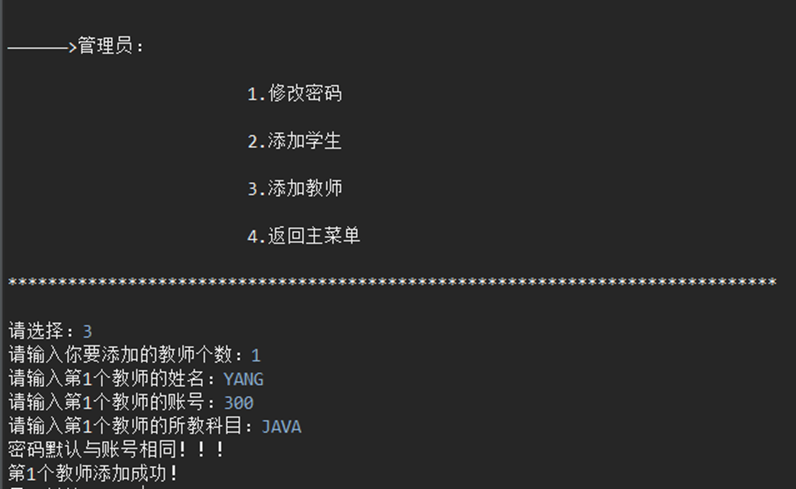 ——————>管理员：
1.修改密码
2.添加学生
3.添加教师
4.返回主菜单
*****************************************************************************
请选择：3
请输入你要添加的教师个数：1
请输入第1个教师的姓名：YANG
请输入第1个教师的账号：300
请输入第1个教师的所教科目：JAVA
密码默认与账号相同！！！
第1个教师添加成功！